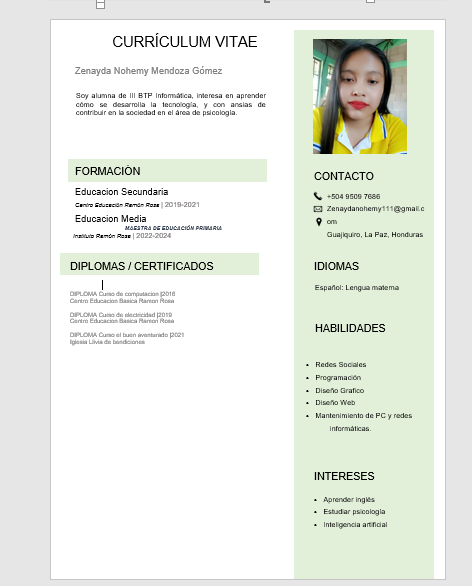 CURRÍCULUM VITAE
Zenayda Nohemy Mendoza Gómez
Soy alumna de III BTP Informática, interesa en aprender
cómo se desarrolla la tecnología, y con ansias de
contribuir en la sociedad en el área de psicología.
FORMACIÓN
Educacion Secundaria
Centro Educación Ramón Rosa | 2019-2021
Educacion Media
MAESTRA DE EDUCACIÓN PRIMARIA
Instituto Ramón Rosa | 2022-2024
DIPLOMAS / CERTIFICADOS
DIPLOMA Curso de computacion |2018
Centro Educacion Basica Ramon Rosa
DIPLOMA Curso de electricidad |2019
Centro Educacion Basica Ramon Rosa
DIPLOMA Curso el buen aventurado |2021
Iglesia Lluvia de bendiciones
CONTACTO
+504 9509 7686
Zenaydanohemy111@gmail.c
om
Guajiquiro, La Paz, Honduras
IDIOMAS
Español: Lengua materna
HABILIDADES
• Redes Sociales
• Programación
• Diseño Grafico
• Diseño Web
• Mantenimiento de PC y redes
informáticas.
INTERESES
• Aprender inglés
• Estudiar psicología
• Inteligencia artificial